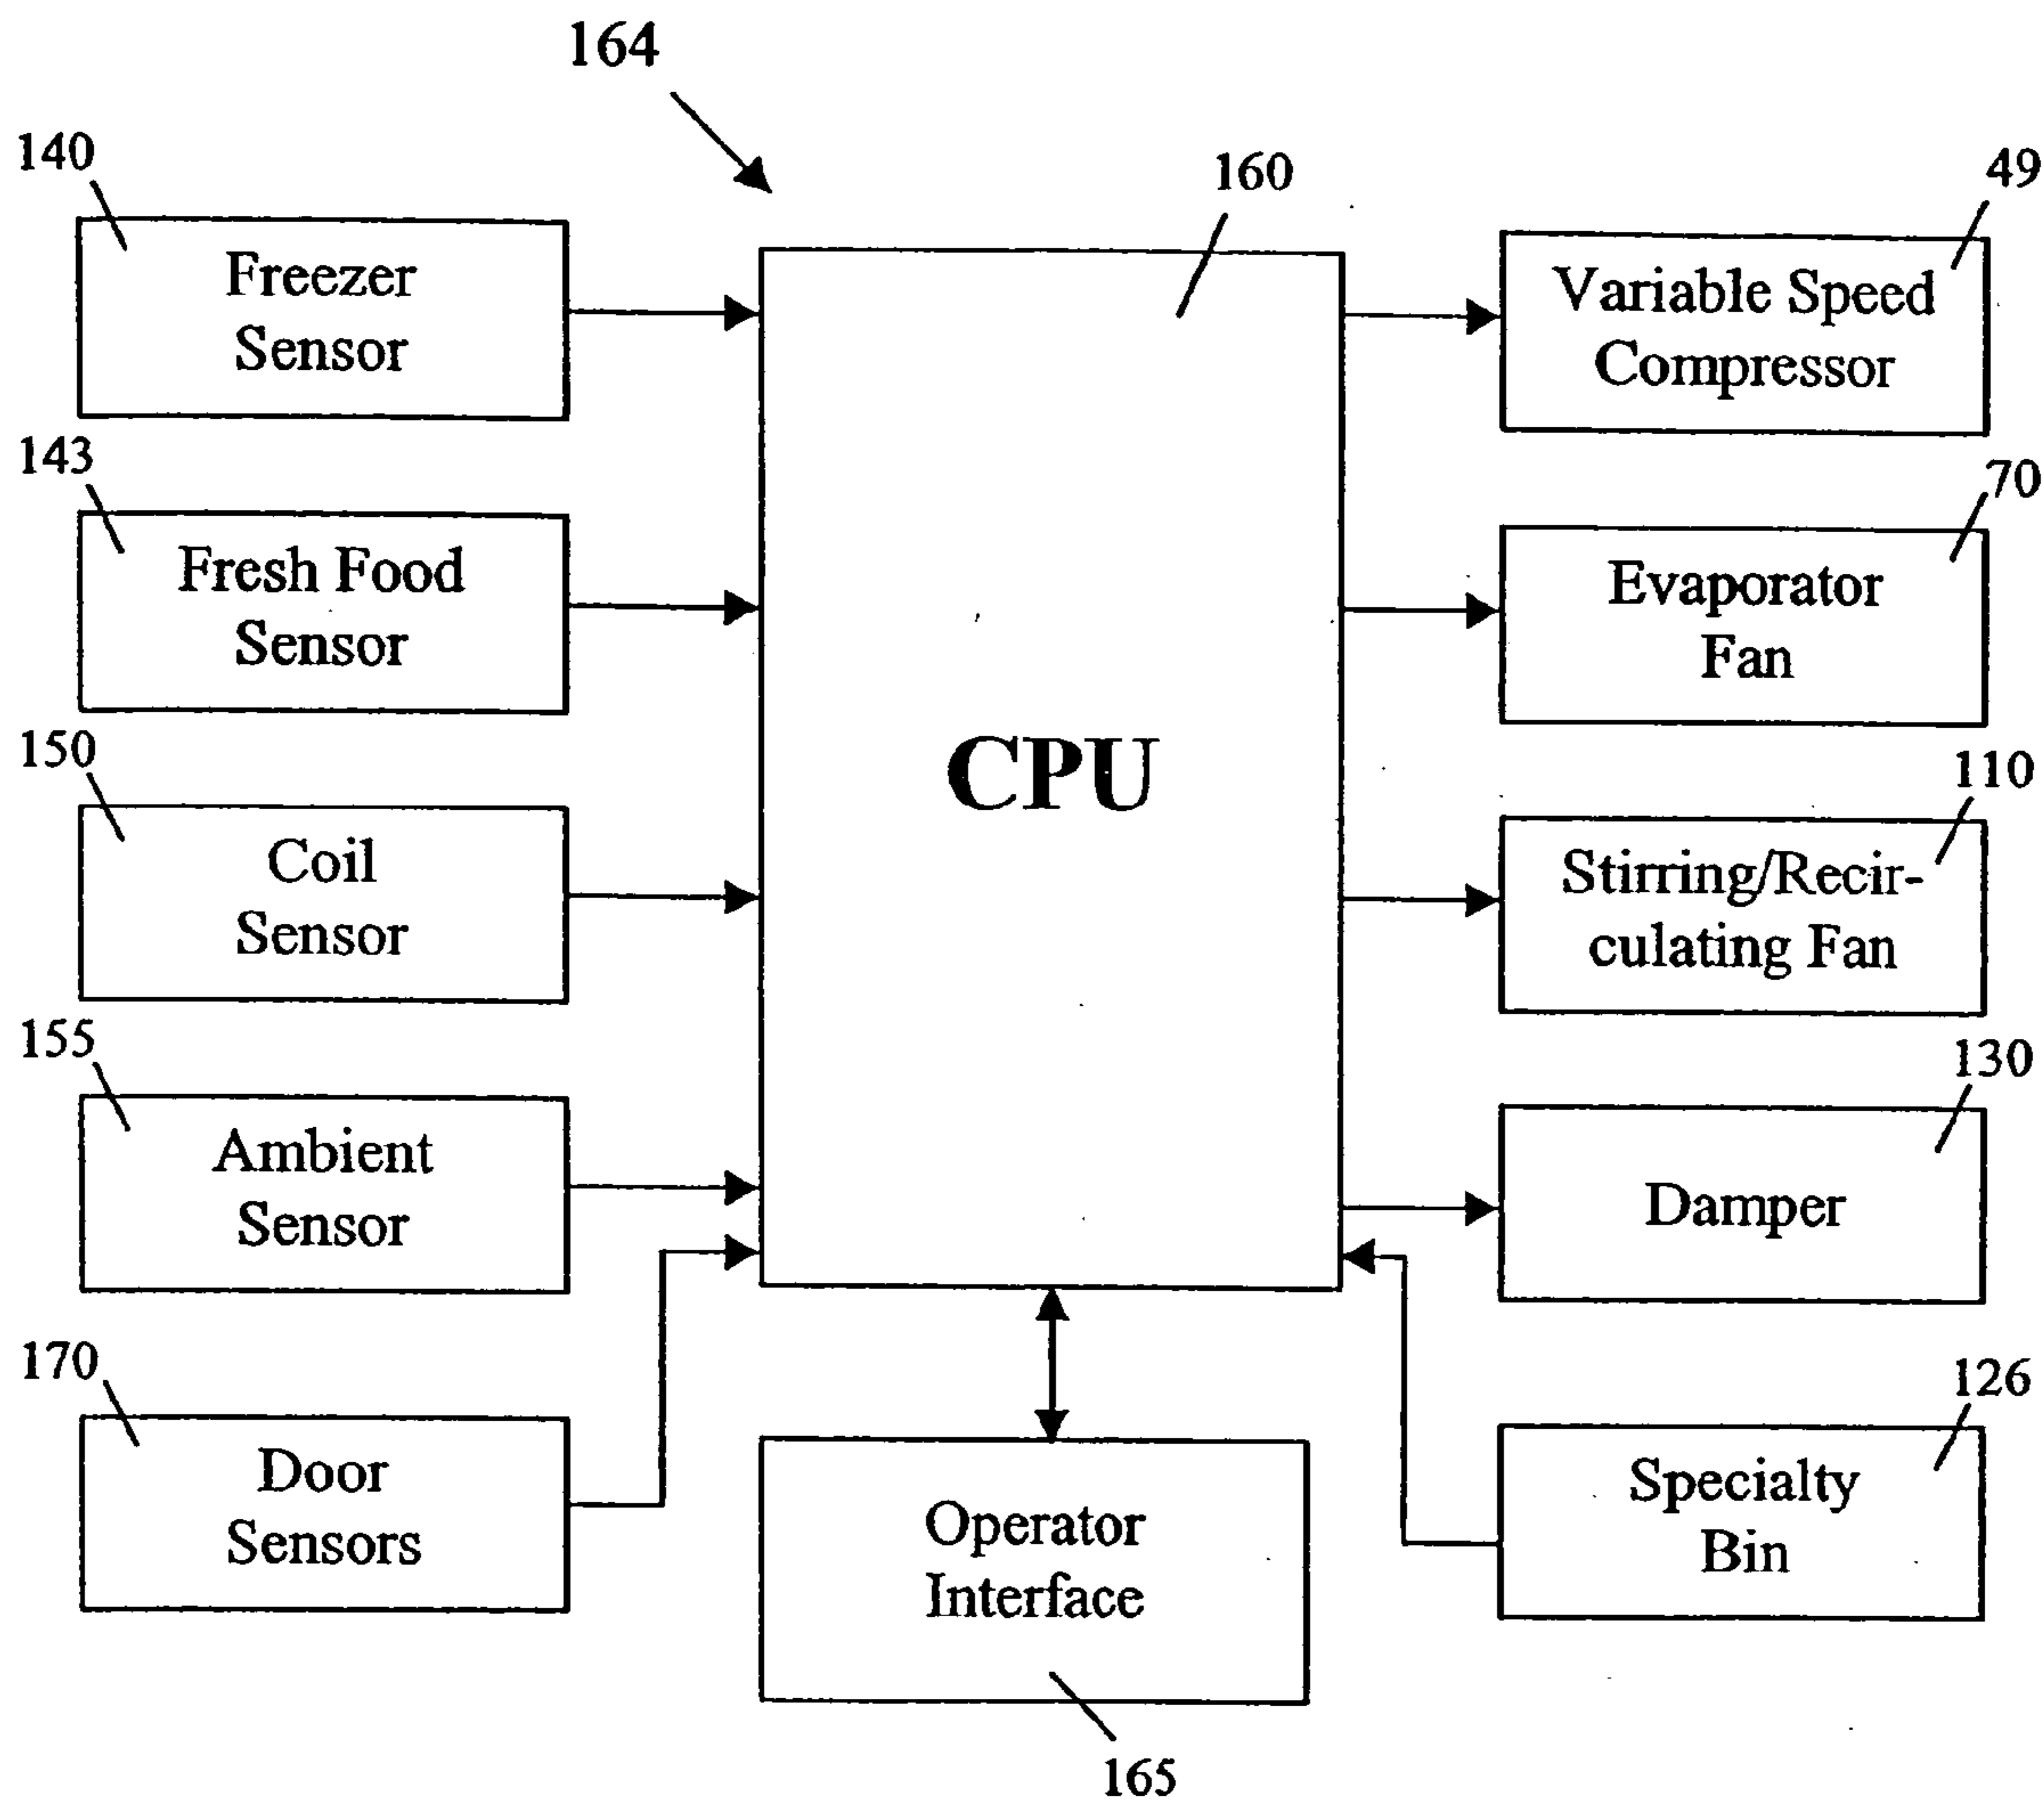 164
140
Freezer
Sensor
143
Fresh Food
Sensor
150
Coil
Sensor
155
Ambient
Sensor
170
Door
Sensors
160
CPU
Operator
Interface
165
49
Variable Speed
Compressor
70
Evaporator
Fan
110
Stirring/Recir-
culating Fan
130
Damper
126
Specialty
Bin